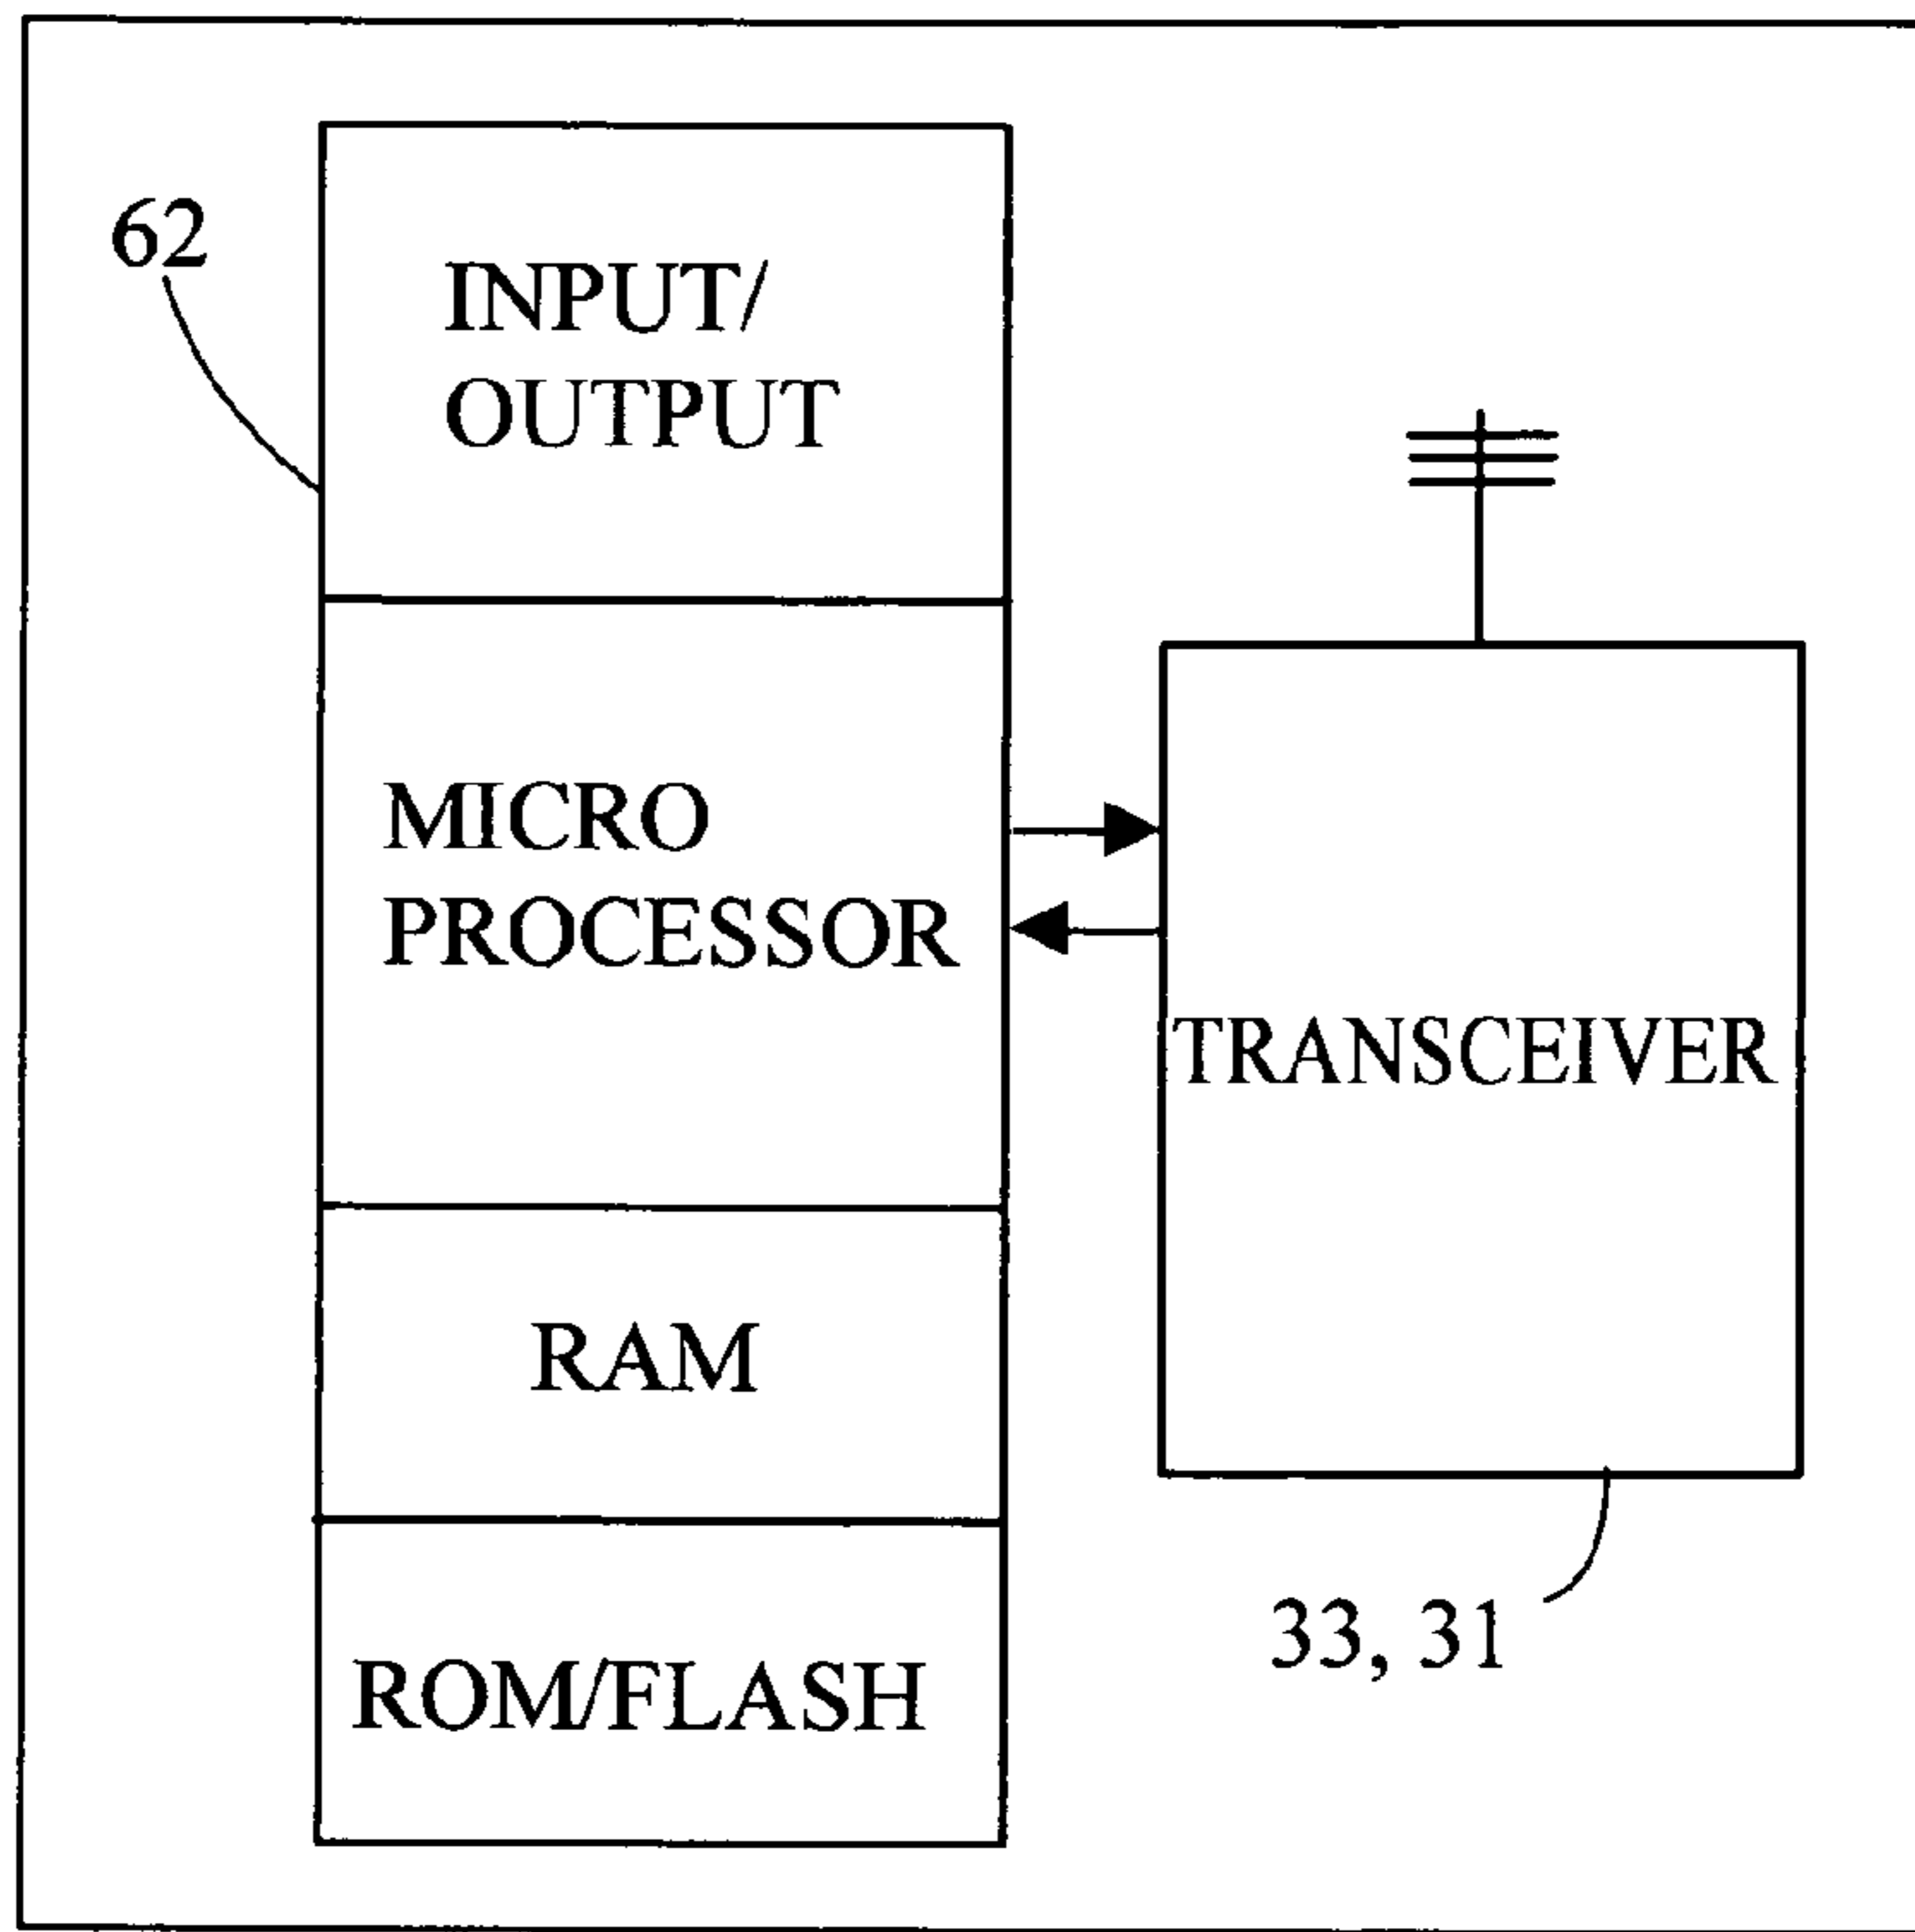 62
INPUT/
OUTPUT
MICRO
PROCESSOR
TRANSCEIVER
RAM
ROM/FLASH
33, 31